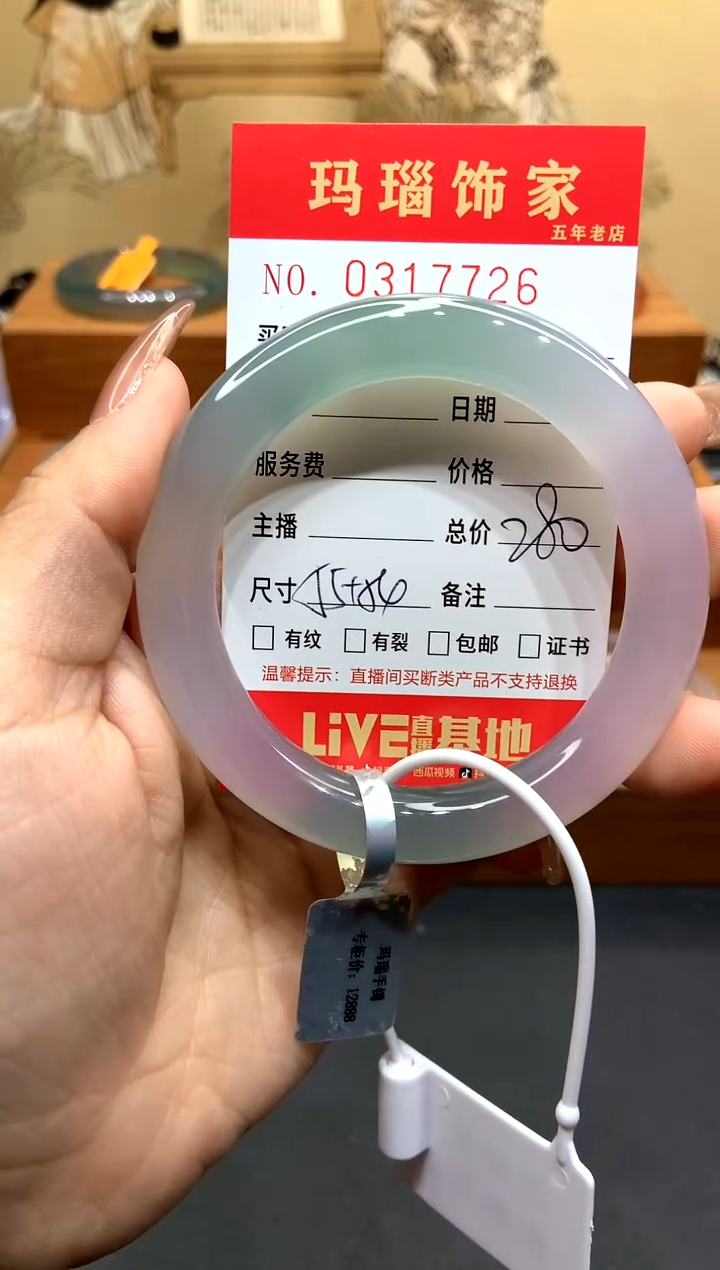 玛瑙饰家
五年老店
NO. 0317726
日期
服务费 价格
主播 总价 280
尺寸 备注
有纹 有裂 包邮 证书
温馨提示：直播间买断类产品不支持退换
LiVE直播基地
西瓜视频
玛瑙手镯
专柜价：12888